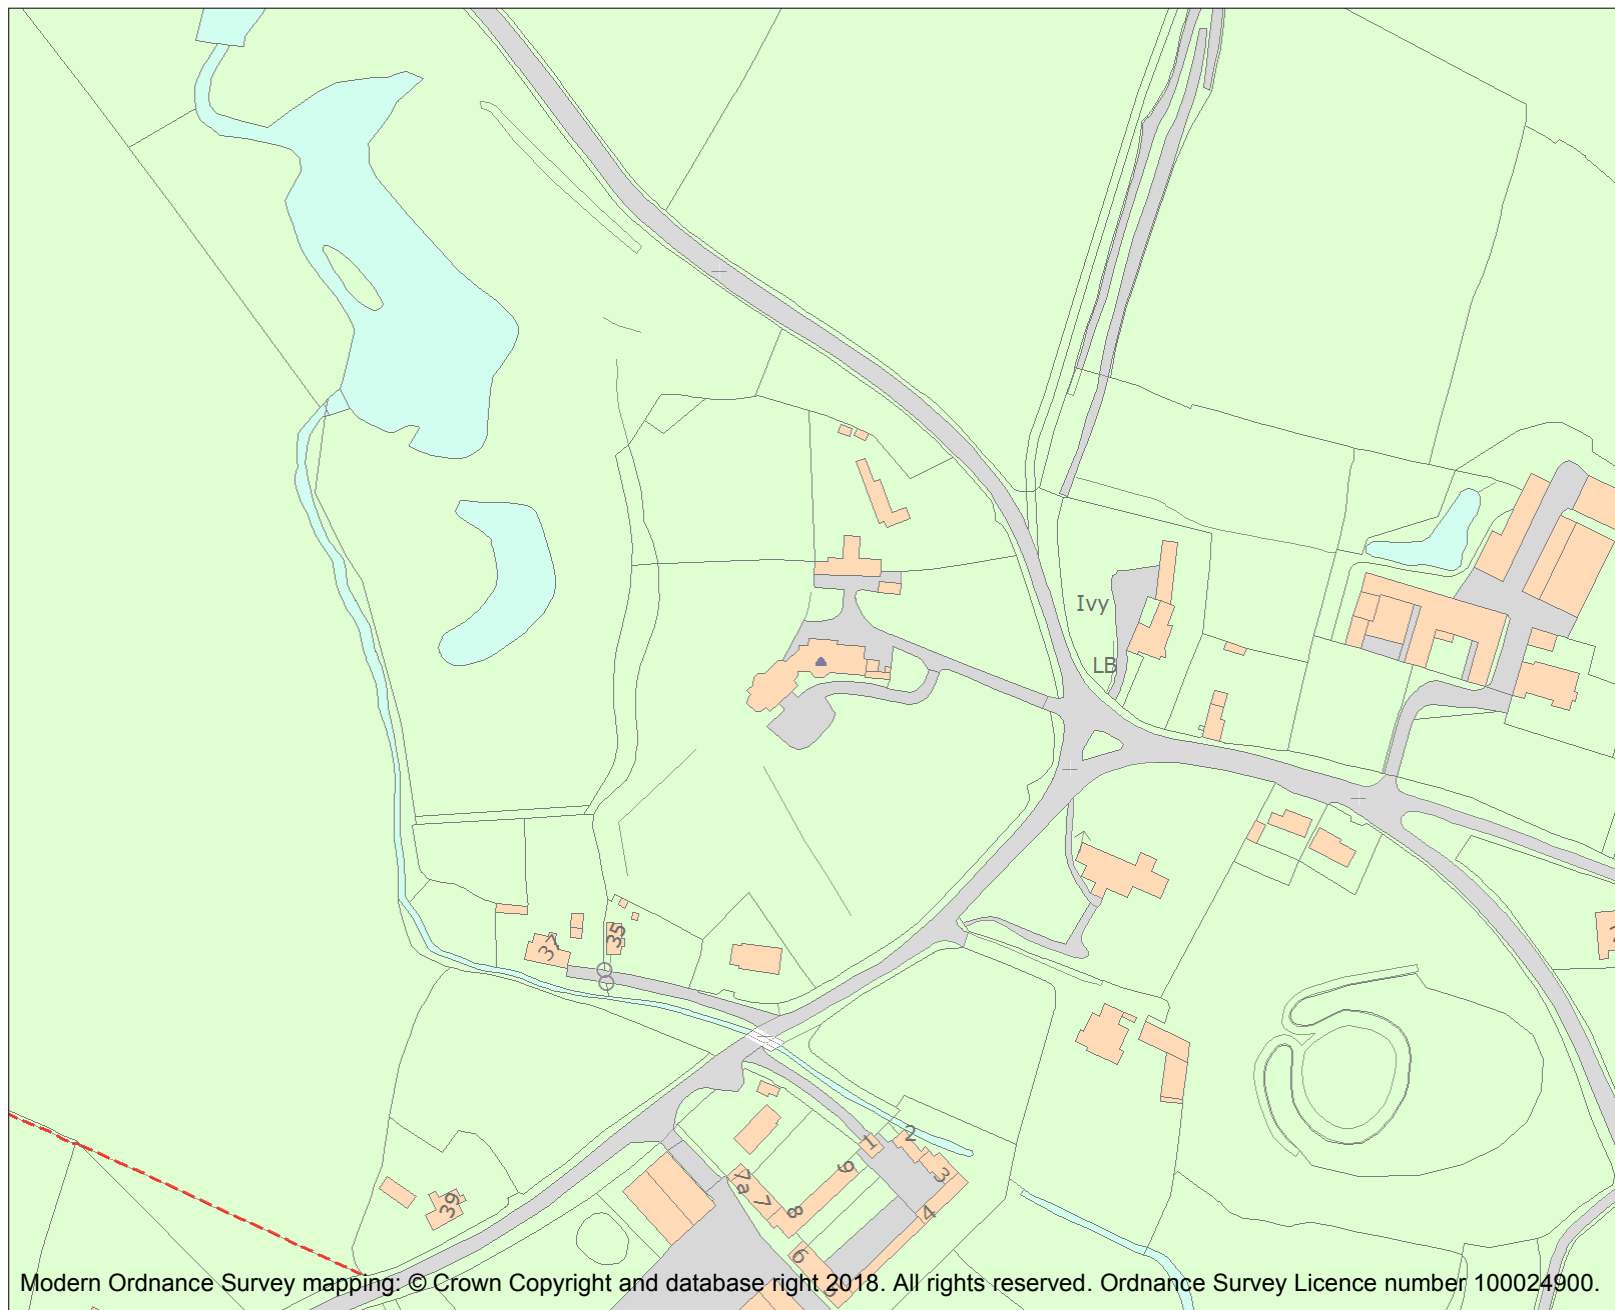 Ivy
LB
37
35
1
2
3
9
7a
7
8
4
6
39
Modern Ordnance Survey mapping: © Crown Copyright and database right 2018. All rights reserved. Ordnance Survey Licence number 100024900.